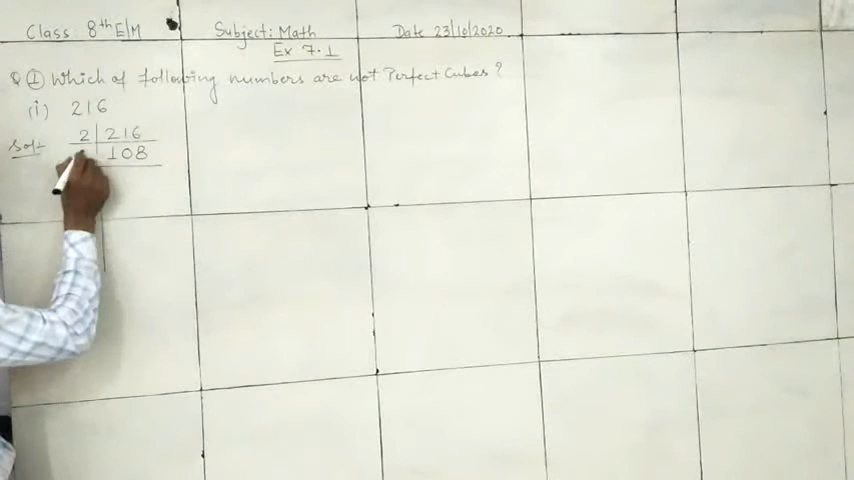 Class: 8th E/M Subject: Math Date 23/10/2020
Ex 7.1
Q ① Which of following numbers are not Perfect Cubes?
(i) 216
Sol:- 2 | 216
108